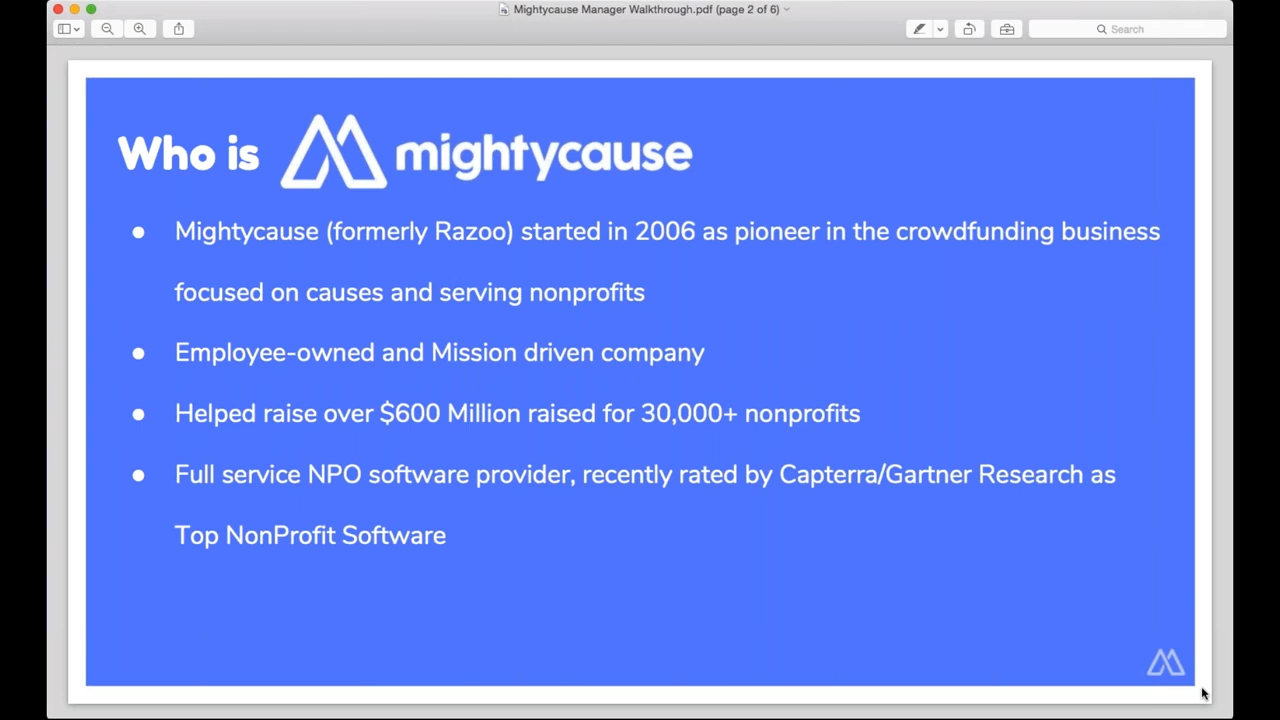 Mightycause Manager Walkthrough.pdf (page 2 of 6)
Search
Who is mightycause
● Mightycause (formerly Razoo) started in 2006 as pioneer in the crowdfunding business
focused on causes and serving nonprofits
● Employee-owned and Mission driven company
● Helped raise over $600 Million raised for 30,000+ nonprofits
● Full service NPO software provider, recently rated by Capterra/Gartner Research as
Top NonProfit Software